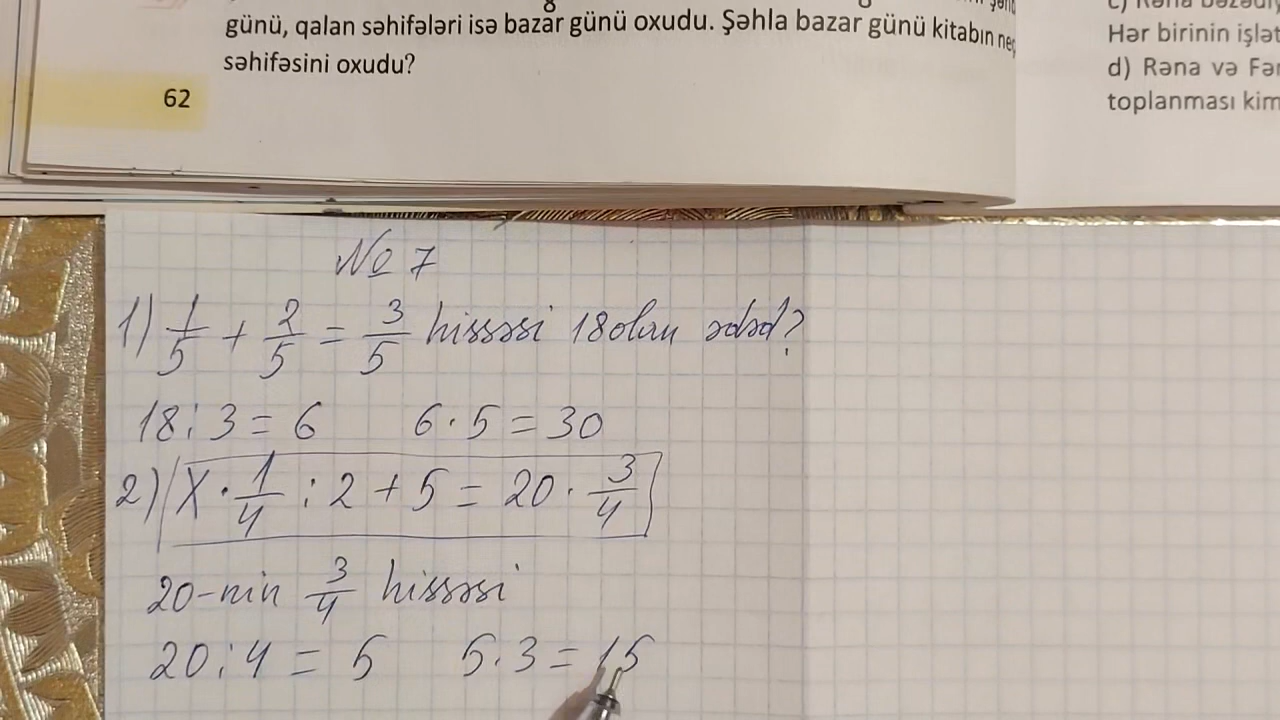 günü, qalan səhifələri isə bazar günü oxudu. Şəhla bazar günü kitabın neç
səhifəsini oxudu?
62
Hər birinin işlət
d) Rəna və Fər
toplanması kim
№ 7
1) 1/5 + 2/5 = 3/5 hissəsi 18 olan ədəd?
18 : 3 = 6 6 · 5 = 30
2) X · 1/4 : 2 + 5 = 20 · 3/4
20-nin 3/4 hissəsi
20 : 4 = 5 5 · 3 = 15